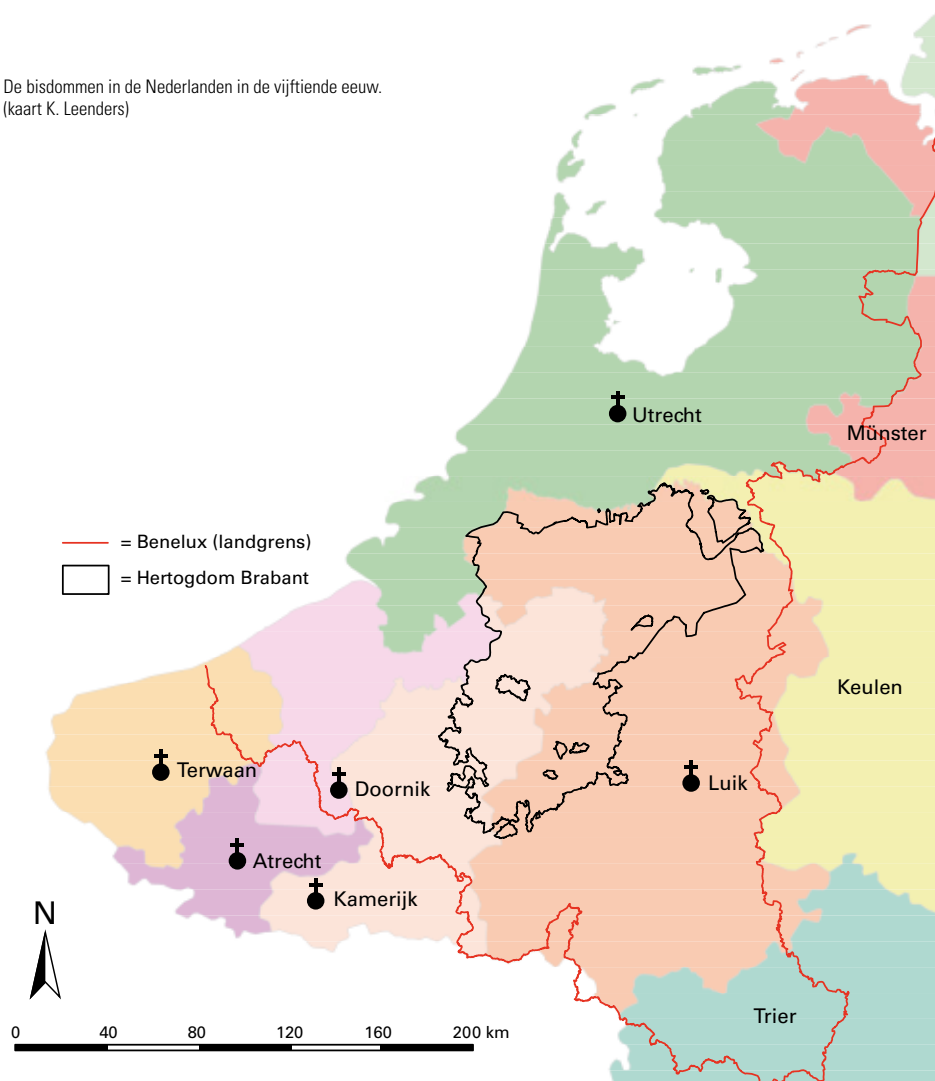 De bisdommen in de Nederlanden in de vijftiende eeuw.
(kaart K. Leenders)
Utrecht
Münster
= Benelux (landgrens)
= Hertogdom Brabant
Keulen
Terwaan
Doornik
Luik
Atrecht
Kamerijk
N
Trier
0 40 80 120 160 200 km